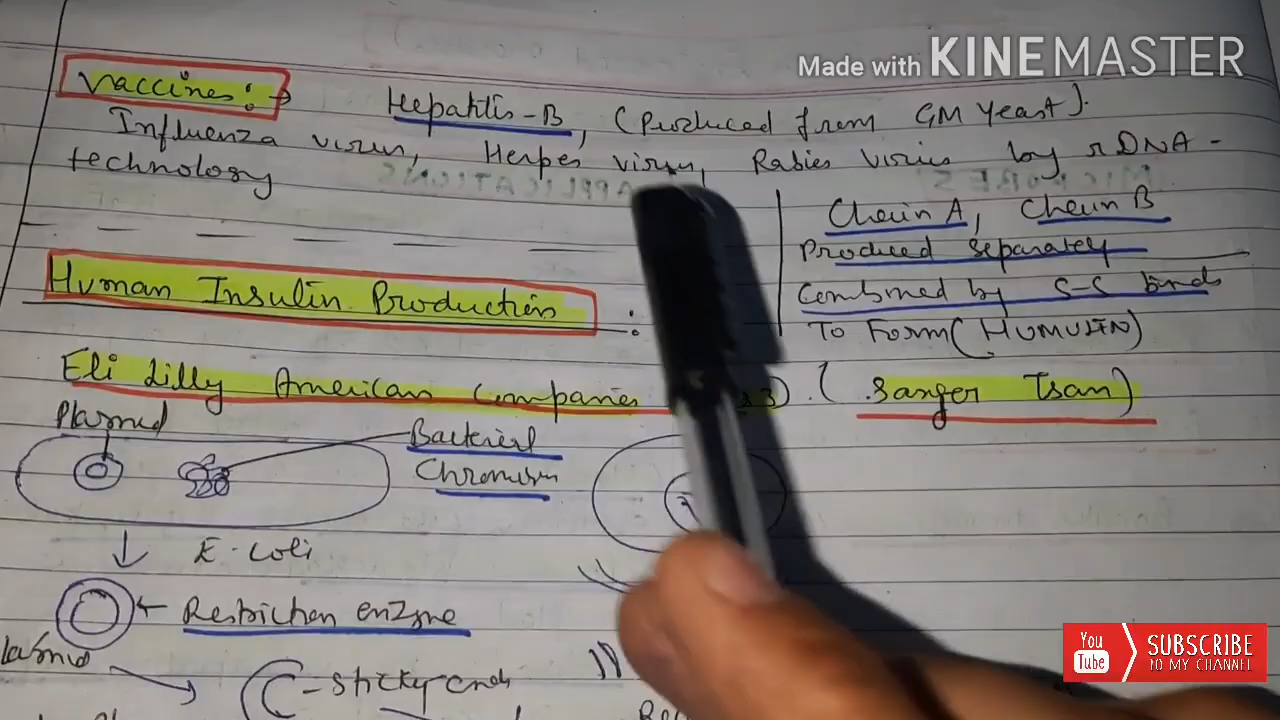 Made with KINEMASTER
Vaccines:→ Hepatitis-B, (Produced from GM Yeast).
Influenza virus, Herpes virus, Rabies virus by rDNA-
technology
Chain A, Chain B
Produced separately
Combined by S-S bonds
To Form (HUMULIN)
Human Insulin Production :
Eli Lilly American Companies 3). ( Sanger Tsan)
Plasmid
Bacterial
E-coli
← Restriction enzyme
-sticky ends
You Tube SUBSCRIBE
TO MY CHANNEL